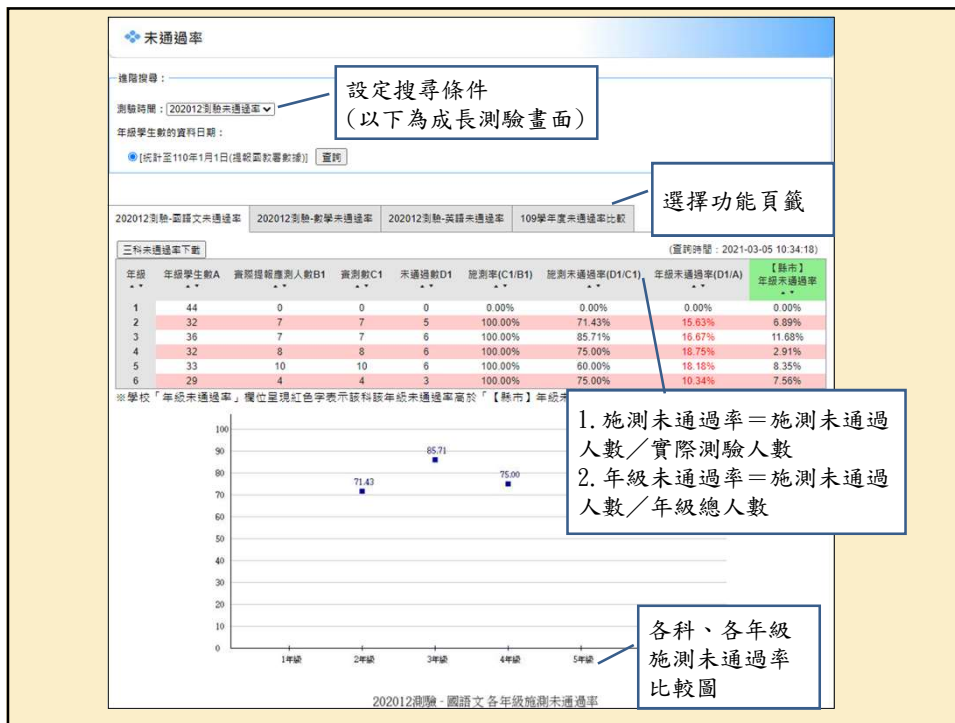 未通過率
進階搜尋：
測驗時間：202012測驗未通過率
設定搜尋條件
（以下為成長測驗畫面）
年級學生數的資料日期：
[統計至110年1月1日(提報國教署數據)] 查詢
選擇功能頁籤
202012測驗-國語文未通過率 202012測驗-數學未通過率 202012測驗-英語未通過率 109學年度未通過率比較
三科未通過率下載 (查詢時間：2021-03-05 10:34:18)
年級 年級學生數A 實際提報應測人數B1 實測數C1 未通過數D1 施測率(C1/B1) 施測未通過率(D1/C1) 年級未通過率(D1/A) 【縣市】
年級未通過率
1 44 0 0 0 0.00% 0.00% 0.00% 0.00%
2 32 7 7 5 100.00% 71.43% 15.63% 6.89%
3 36 7 7 6 100.00% 85.71% 16.67% 11.68%
4 32 8 8 6 100.00% 75.00% 18.75% 2.91%
5 33 10 10 6 100.00% 60.00% 18.18% 8.35%
6 29 4 4 3 100.00% 75.00% 10.34% 7.56%
※學校「年級未通過率」欄位呈現紅色字表示該科該年級未通過率高於「【縣市】年級未
1.施測未通過率＝施測未通過
人數／實際測驗人數
2.年級未通過率＝施測未通過
人數／年級總人數
100
90
80
70
60
50
40
30
20
10
0
71.43
85.71
75.00
1年級 2年級 3年級 4年級 5年級
各科、各年級
施測未通過率
比較圖
202012測驗 - 國語文 各年級施測未通過率